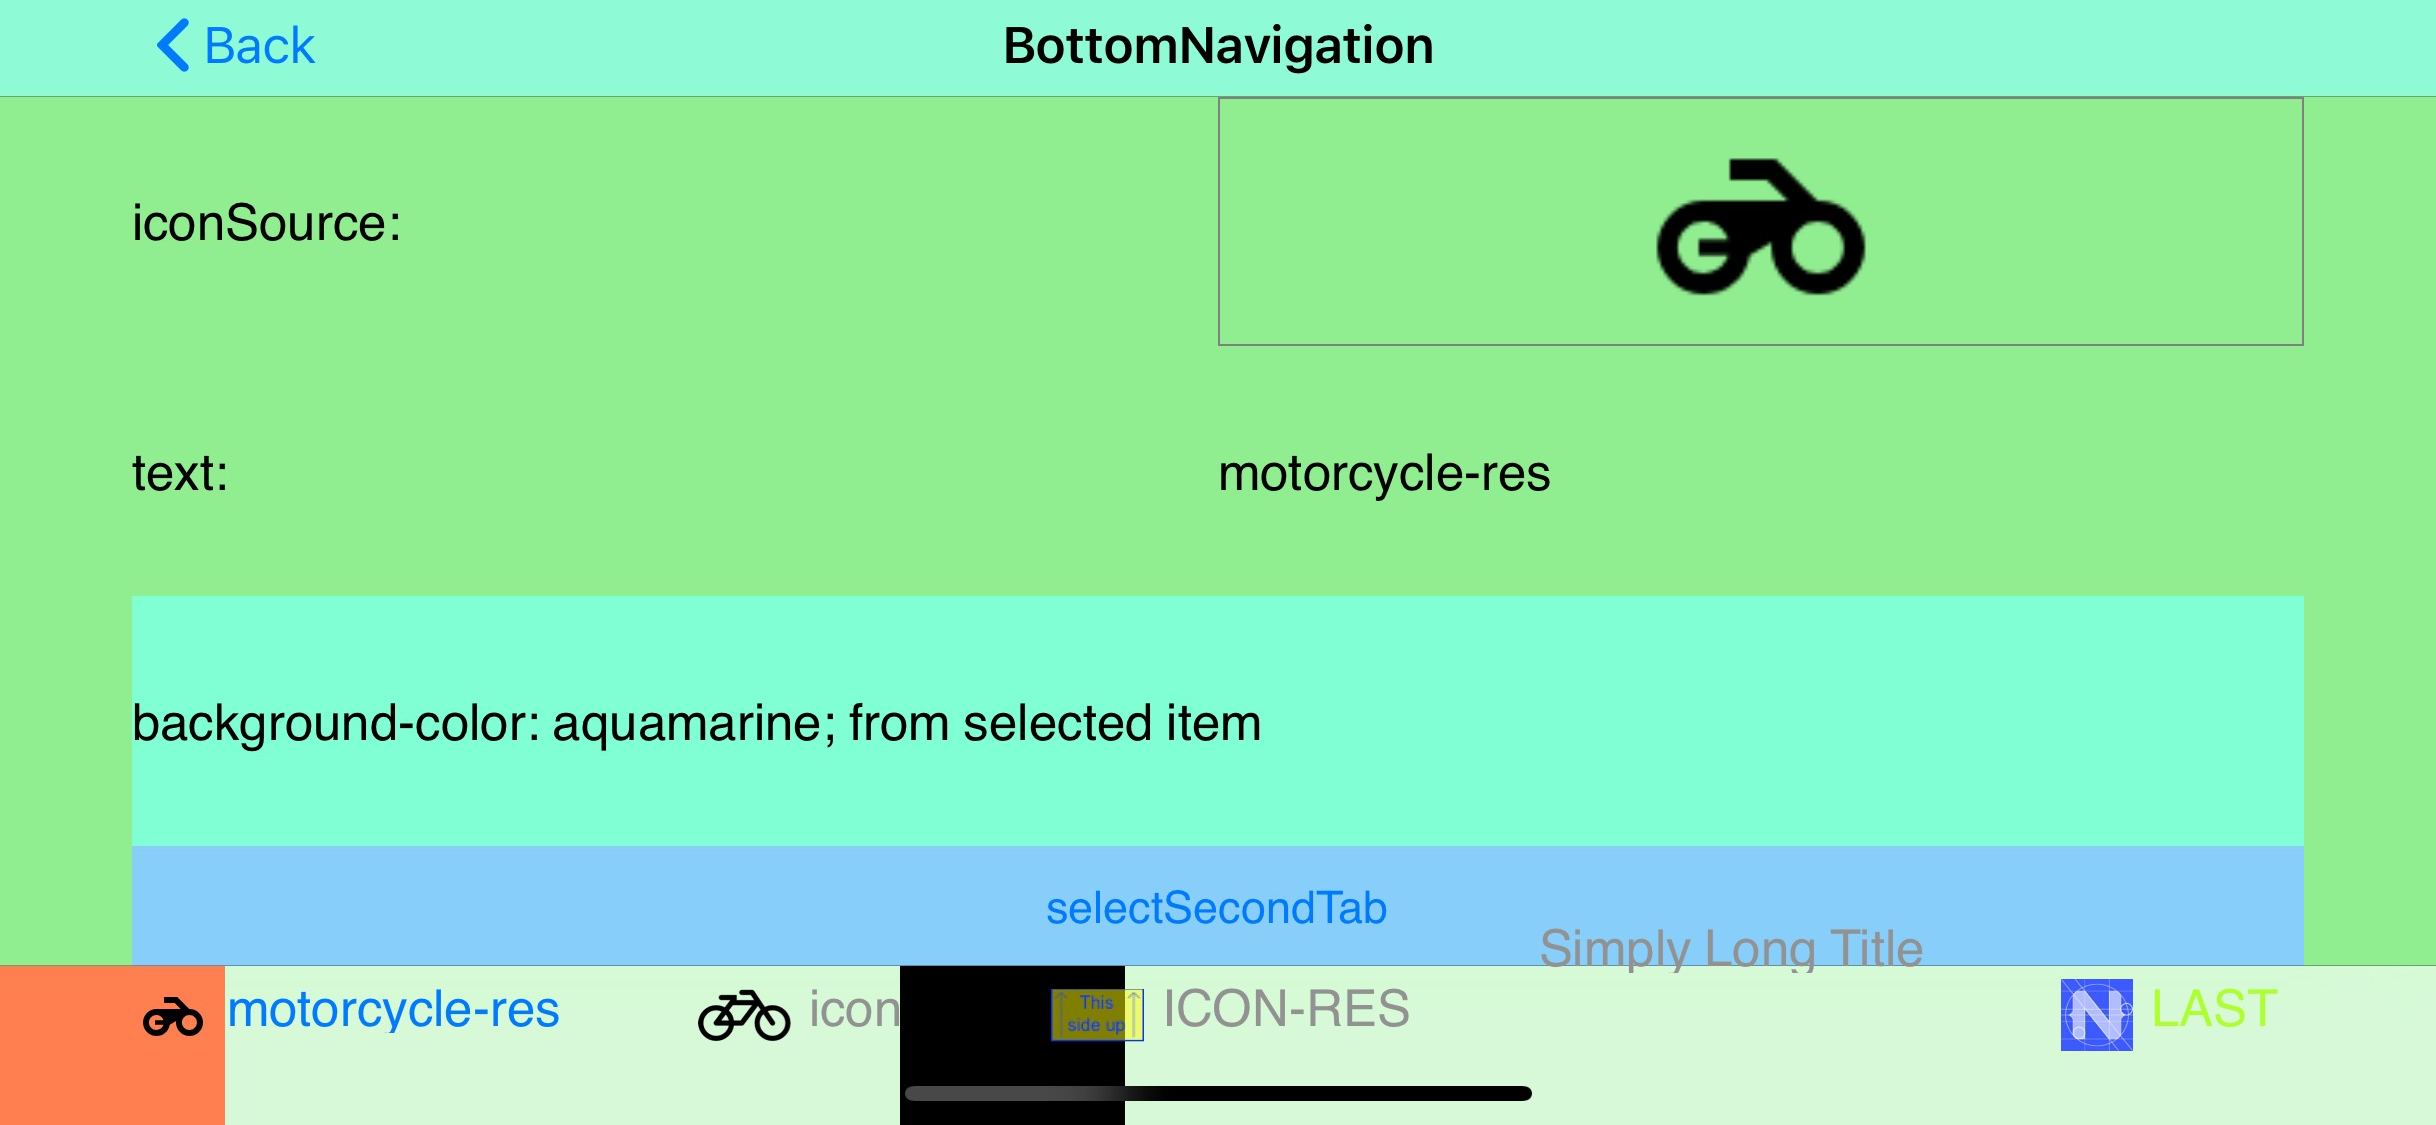 Back
BottomNavigation
iconSource:
text:
motorcycle-res
background-color: aquamarine; from selected item
selectSecondTab
Simply Long Title
motorcycle-res
icon
This
side up
ICON-RES
N
LAST